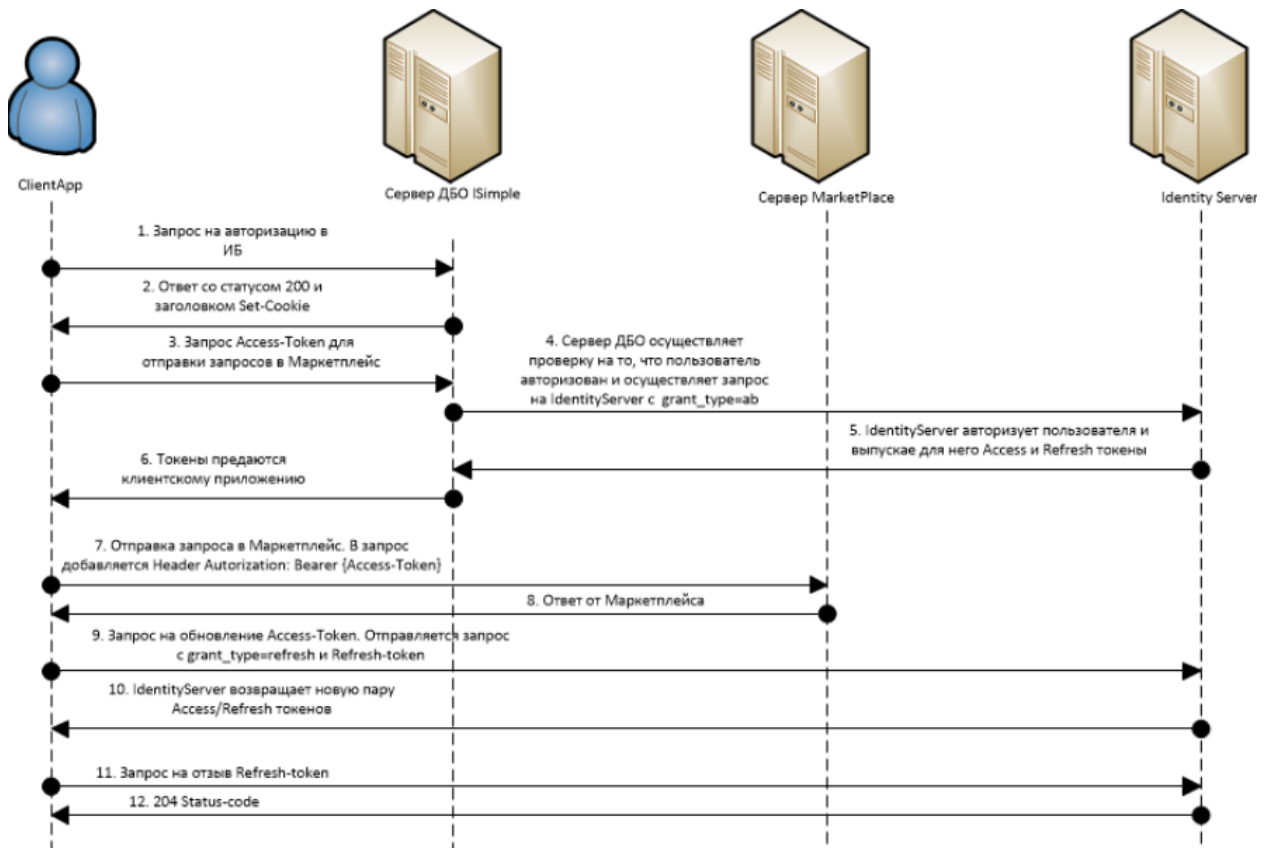 ClientApp
Сервер ДБО ISimple
Сервер MarketPlace
Identity Server
1. Запрос на авторизацию в
ИБ
2. Ответ со статусом 200 и
заголовком Set-Cookie
3. Запрос Access-Token для
отправки запросов в Маркетплейс
4. Сервер ДБО осуществляет
проверку на то, что пользователь
авторизован и осуществляет запрос
на IdentityServer с grant_type=ab
5. IdentityServer авторизует пользователя и
выпускае для него Access и Refresh токены
6. Токены предаются
клиентскому приложению
7. Отправка запроса в Маркетплейс. В запрос
добавляется Header Autorization: Bearer {Access-Token}
8. Ответ от Маркетплейса
9. Запрос на обновление Access-Token. Отправляется запрос
с grant_type=refresh и Refresh-token
10. IdentityServer возвращает новую пару
Access/Refresh токенов
11. Запрос на отзыв Refresh-token
12. 204 Status-code